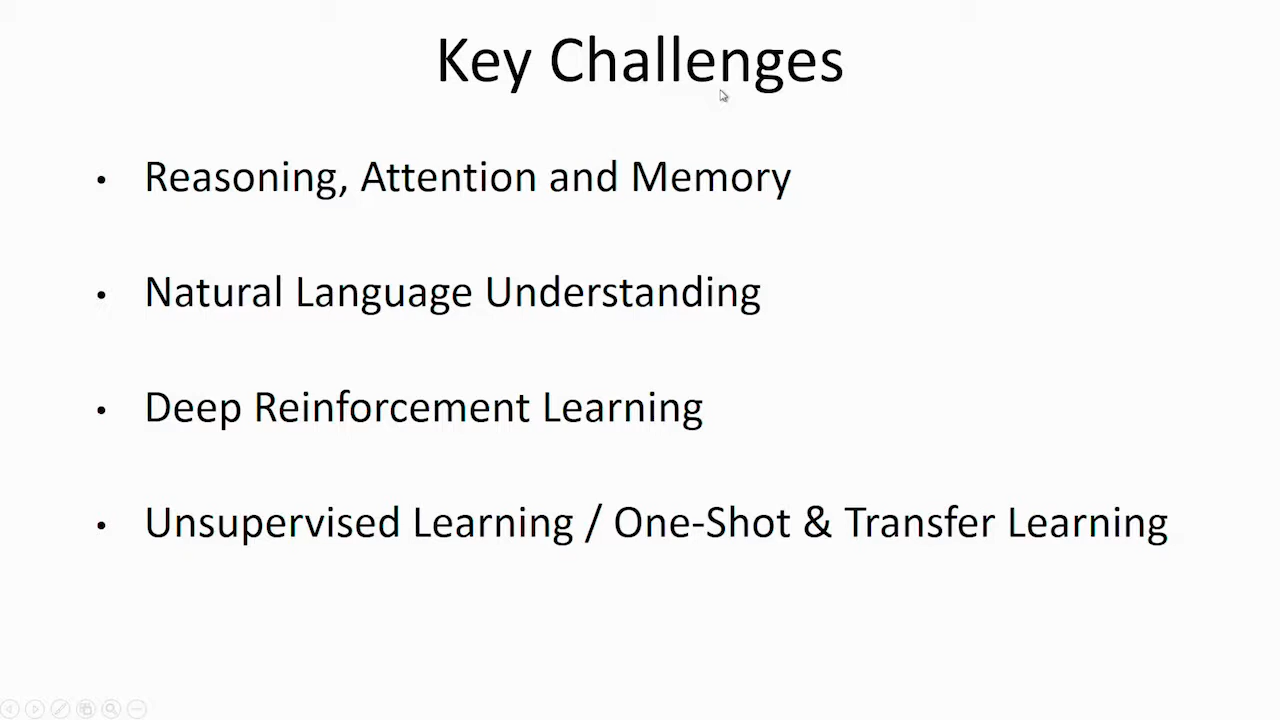 Key Challenges
• Reasoning, Attention and Memory
• Natural Language Understanding
• Deep Reinforcement Learning
• Unsupervised Learning / One-Shot & Transfer Learning